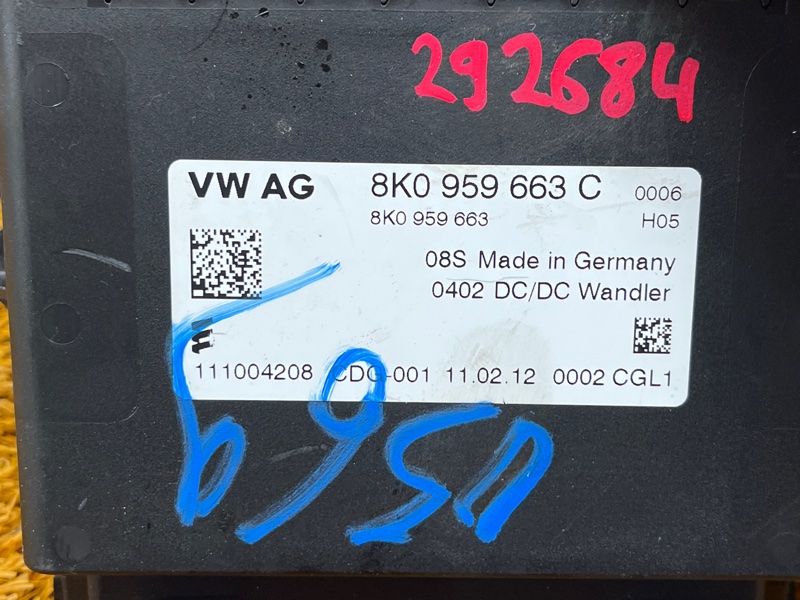 292684
VW AG 8K0 959 663 C 0006
8K0 959 663 H05
08S Made in Germany
0402 DC/DC Wandler
111004208 CDG-001 11.02.12 0002 CGL1